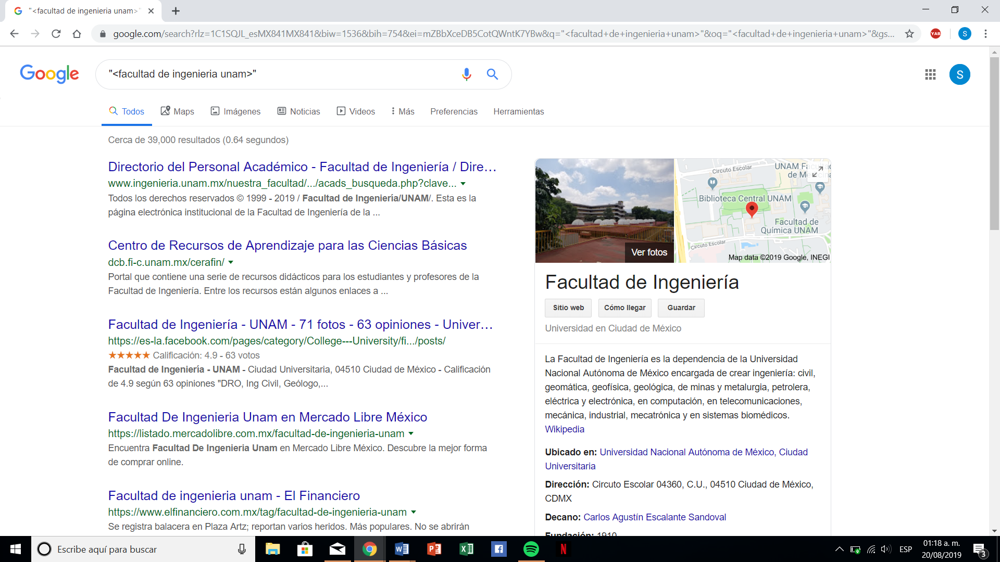 "<facultad de ingenieria unam>"
google.com/search?rlz=1C1SQJL_esMX841MX841&biw=1536&bih=754&ei=mZBbXceDB5CotQWntK7YBw&q="<facultad+de+ingenieria+unam>"&oq="<facultad+de+ingenieria+unam>"&gs...
YAB
S
Google
"<facultad de ingenieria unam>"
S
Todos
Maps
Imágenes
Noticias
Videos
Más
Preferencias
Herramientas
Cerca de 39,000 resultados (0.64 segundos)
Directorio del Personal Académico - Facultad de Ingeniería / Dire...
www.ingenieria.unam.mx/nuestra_facultad/.../acads_busqueda.php?clave...
Todos los derechos reservados © 1999 - 2019 / Facultad de Ingeniería/UNAM/. Esta es la
página electrónica institucional de la Facultad de Ingeniería de la ...
Centro de Recursos de Aprendizaje para las Ciencias Básicas
dcb.fi-c.unam.mx/cerafin/
Portal que contiene una serie de recursos didácticos para los estudiantes y profesores de la
Facultad de Ingeniería. Entre los recursos están algunos enlaces a ...
Facultad de Ingeniería - UNAM - 71 fotos - 63 opiniones - Univer...
https://es-la.facebook.com/pages/category/College---University/fi.../posts/
★★★★★ Calificación: 4.9 - 63 votos
Facultad de Ingeniería - UNAM - Ciudad Universitaria, 04510 Ciudad de México - Calificación
de 4.9 según 63 opiniones "DRO, Ing Civil, Geólogo,...
Facultad De Ingenieria Unam en Mercado Libre México
https://listado.mercadolibre.com.mx/facultad-de-ingenieria-unam
Encuentra Facultad De Ingenieria Unam en Mercado Libre México. Descubre la mejor forma
de comprar online.
Facultad de ingenieria unam - El Financiero
https://www.elfinanciero.com.mx/tag/facultad-de-ingenieria-unam
Se registra balacera en Plaza Artz; reportan varios heridos. Más populares. No se abrirán
Ver fotos
Circuto Escolar
UNAM
Biblioteca Central UNAM
Facultad de
Química UNAM
Circuito Escolar
Map data ©2019 Google, INEGI
Facultad de Ingeniería
Sitio web
Cómo llegar
Guardar
Universidad en Ciudad de México
La Facultad de Ingeniería es la dependencia de la Universidad
Nacional Autónoma de México encargada de crear ingeniería: civil,
geomática, geofísica, geológica, de minas y metalurgia, petrolera,
eléctrica y electrónica, en computación, en telecomunicaciones,
mecánica, industrial, mecatrónica y en sistemas biomédicos.
Wikipedia
Ubicado en: Universidad Nacional Autónoma de México, Ciudad
Universitaria
Dirección: Circuto Escolar 04360, C.U., 04510 Ciudad de México,
CDMX
Decano: Carlos Agustín Escalante Sandoval
Fundación: 1910
Escribe aquí para buscar
ESP
01:18 a. m.
20/08/2019
3